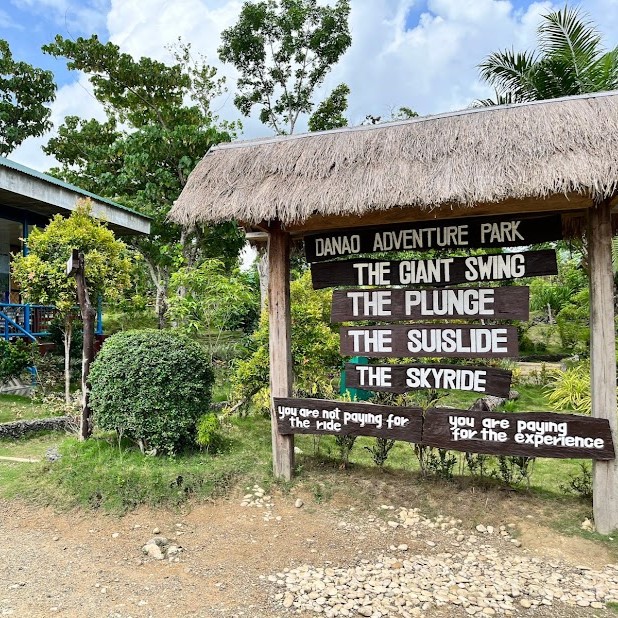 DANAO ADVENTURE PARK
THE GIANT SWING
THE PLUNGE
THE SUISLIDE
THE SKYRIDE
you are not paying for
the ride
you are paying
for the experience